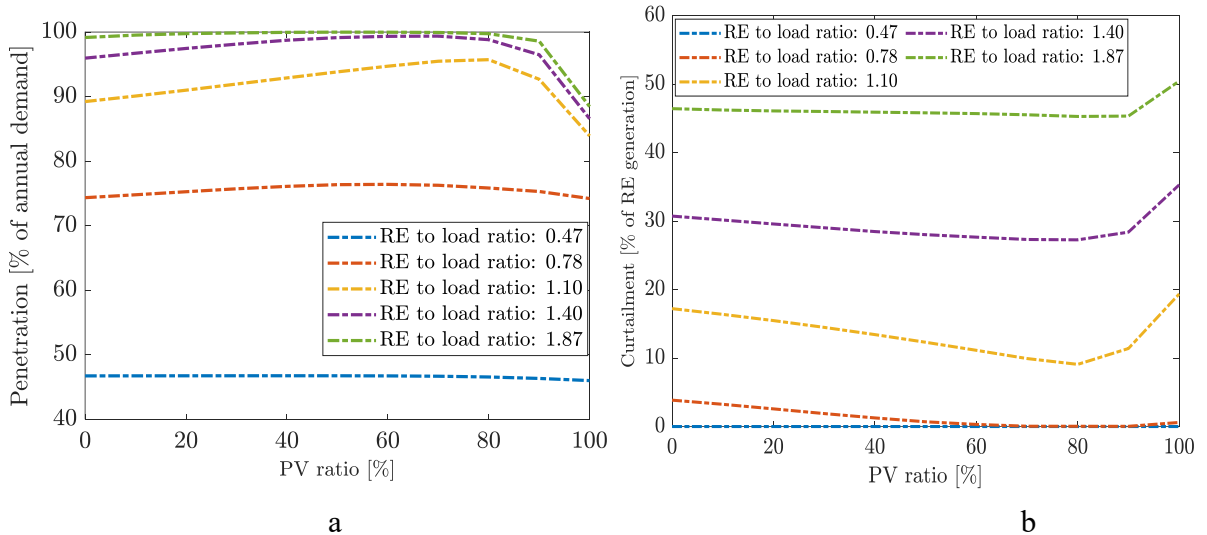 100
90
80
70
60
50
40
Penetration [% of annual demand]
RE to load ratio: 0.47
RE to load ratio: 0.78
RE to load ratio: 1.10
RE to load ratio: 1.40
RE to load ratio: 1.87
0 20 40 60 80 100
PV ratio [%]
a
60
50
40
30
20
10
0
Curtailment [% of RE generation]
RE to load ratio: 0.47 RE to load ratio: 1.40
RE to load ratio: 0.78 RE to load ratio: 1.87
RE to load ratio: 1.10
0 20 40 60 80 100
PV ratio [%]
b